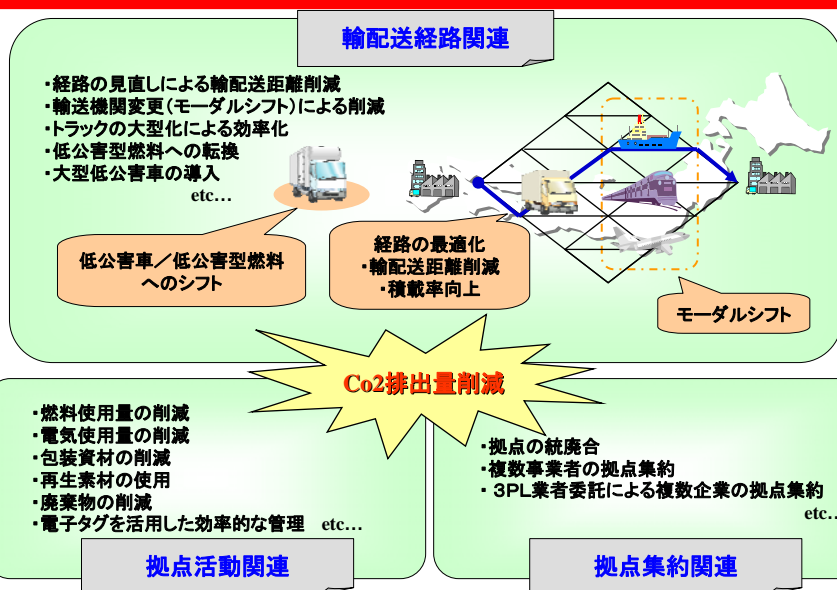 輸配送経路関連
・経路の見直しによる輸配送距離削減
・輸送機関変更（モーダルシフト）による削減
・トラックの大型化による効率化
・低公害型燃料への転換
・大型低公害車の導入
etc…
低公害車／低公害型燃料
へのシフト
経路の最適化
・輸配送距離削減
・積載率向上
モーダルシフト
Co2排出量削減
・燃料使用量の削減
・電気使用量の削減
・包装資材の削減
・再生素材の使用
・廃棄物の削減
・電子タグを活用した効率的な管理 etc…
拠点活動関連
・拠点の統廃合
・複数事業者の拠点集約
・３PL業者委託による複数企業の拠点集約
etc…
拠点集約関連